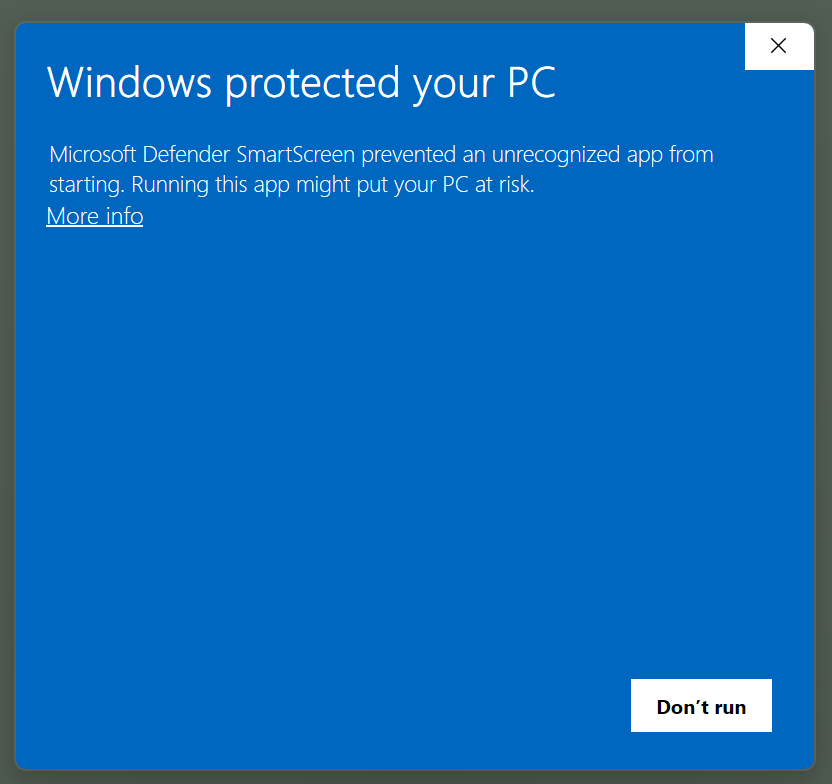 Windows protected your PC
Microsoft Defender SmartScreen prevented an unrecognized app from
starting. Running this app might put your PC at risk.
More info
Don’t run